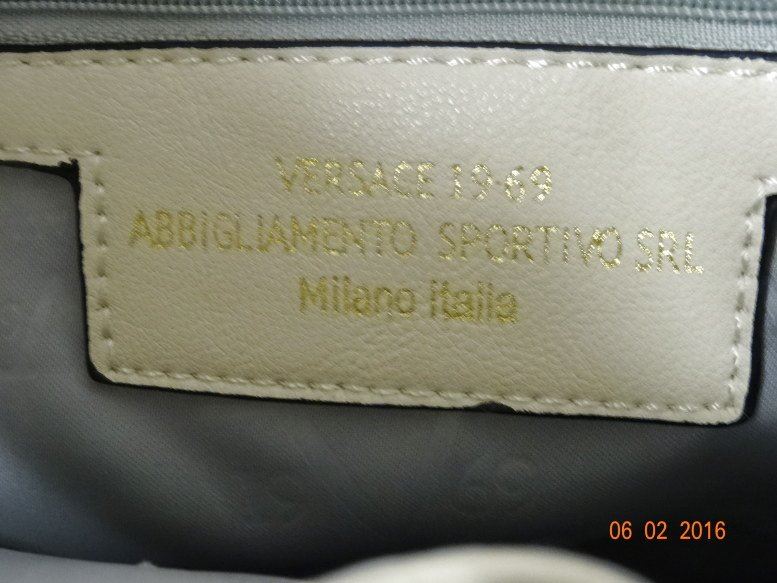 VERSACE 19·69
ABBiGLIAMENTO SPORTIVO SRL
Milano italia
06 02 2016